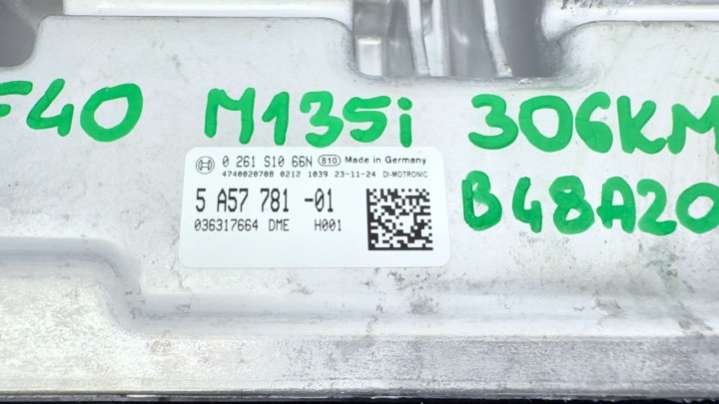 F40 M135i 306KM
B48A20
0 261 S10 66N S10 Made in Germany
4740020708 0212 1039 23-11-24 DI-MOTRONIC
5 A57 781 -01
036317664 DME H001